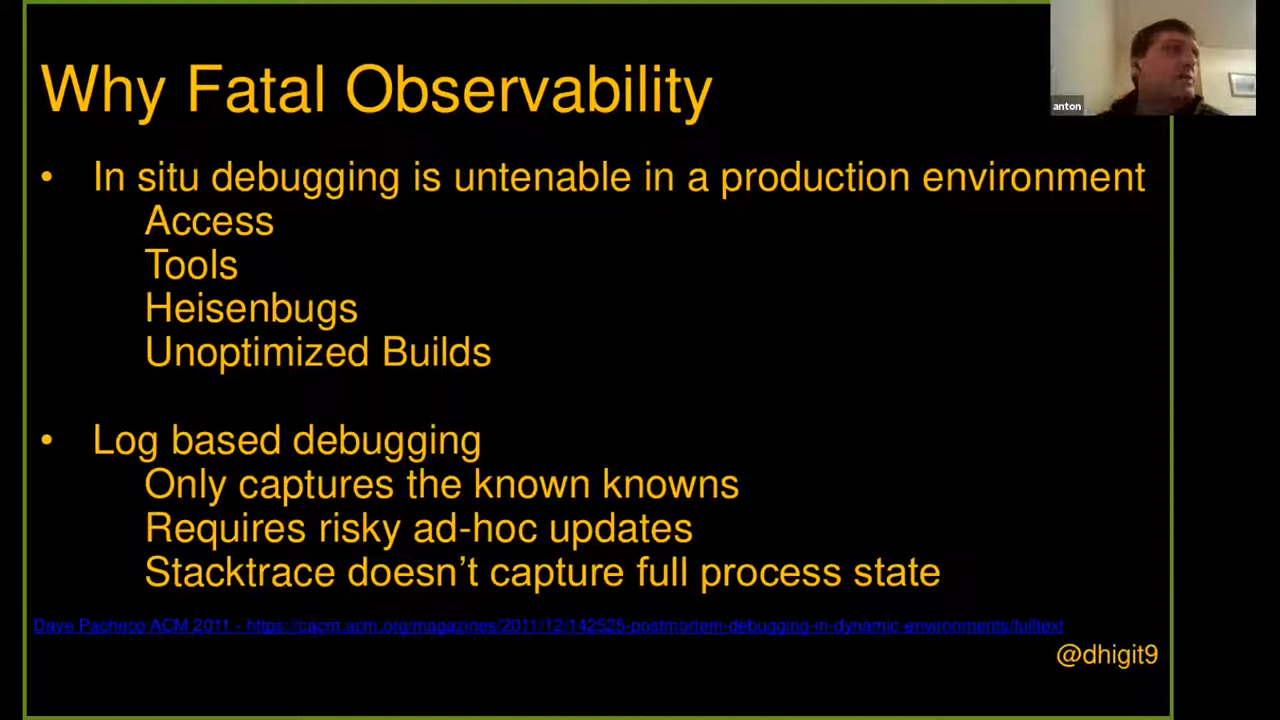 Why Fatal Observability
anton
• In situ debugging is untenable in a production environment
Access
Tools
Heisenbugs
Unoptimized Builds
• Log based debugging
Only captures the known knowns
Requires risky ad-hoc updates
Stacktrace doesn’t capture full process state
Dave Pacheco ACM 2011 - https://cacm.acm.org/magazines/2011/12/142525-postmortem-debugging-in-dynamic-environments/fulltext
@dhigit9